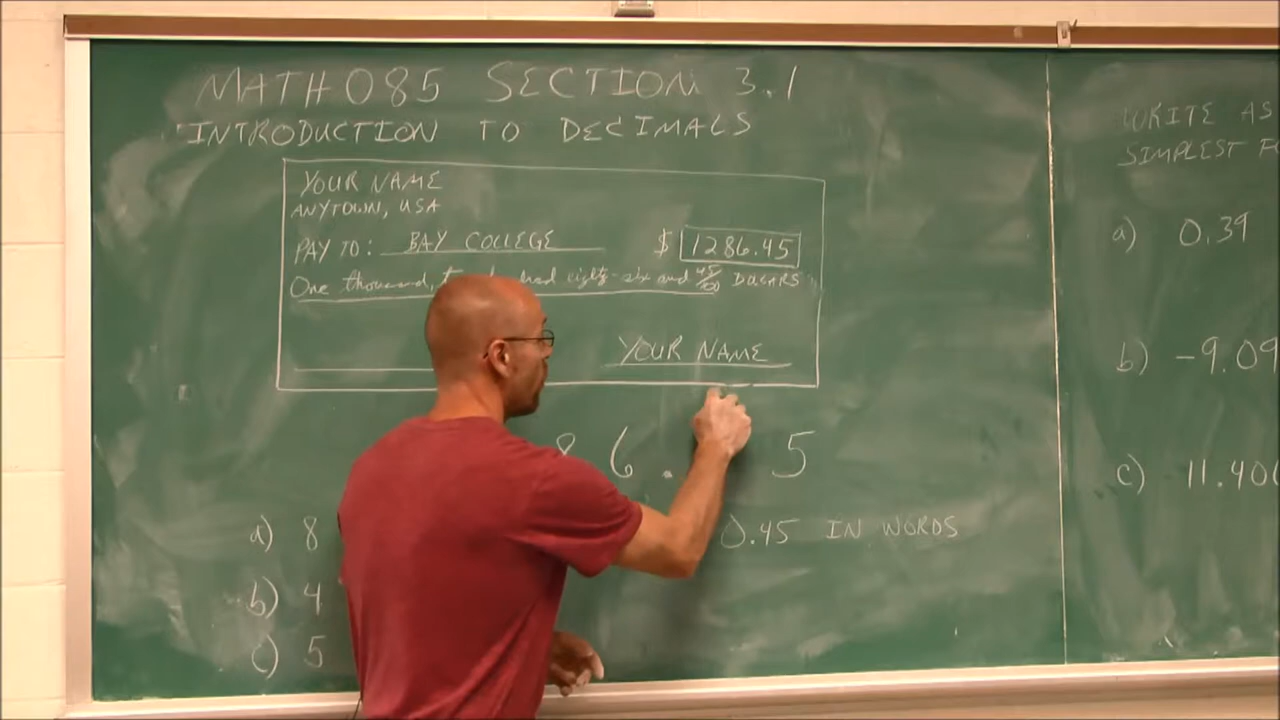 MATH 085 SECTION 3.1
INTRODUCTION TO DECIMALS
YOUR NAME
ANYTOWN, USA
PAY TO: BAY COLLEGE $ 1286.45
One thousand, eighty-six and 45/100 DOLLARS
YOUR NAME
8 6 . 5
a) 8
0.45 IN WORDS
b) 4
c) 5
WRITE AS
SIMPLEST
a) 0.39
b) -9.09
c) 11.40